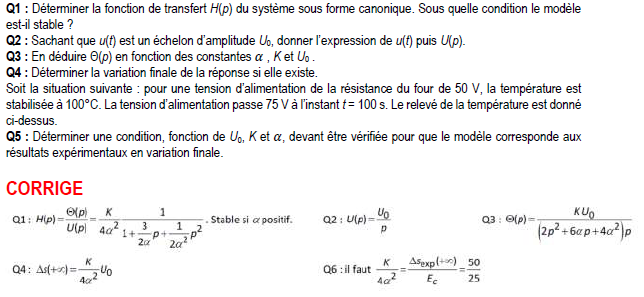 Q1 : Déterminer la fonction de transfert H(p) du système sous forme canonique. Sous quelle condition le modèle
est-il stable ?
Q2 : Sachant que u(t) est un échelon d'amplitude U₀, donner l'expression de u(t) puis U(p).
Q3 : En déduire Θ(p) en fonction des constantes α , K et U₀ .
Q4 : Déterminer la variation finale de la réponse si elle existe.
Soit la situation suivante : pour une tension d'alimentation de la résistance du four de 50 V, la température est
stabilisée à 100°C. La tension d'alimentation passe 75 V à l'instant t = 100 s. Le relevé de la température est donné
ci-dessus.
Q5 : Déterminer une condition, fonction de U₀, K et α, devant être vérifiée pour que le modèle corresponde aux
résultats expérimentaux en variation finale.
CORRIGE
Q1 : H(p)=Θ(p)/U(p)=K/4α² 1/(1+3/2α p+1/2α² p²) . Stable si α positif. Q2 : U(p)=U₀/p Q3 : Θ(p)=KU₀/(2p²+6αp+4α²)p
Q4 : Δs(+∞)=K/4α² U₀ Q6 : il faut K/4α²=Δsexp(+∞)/Ec=50/25